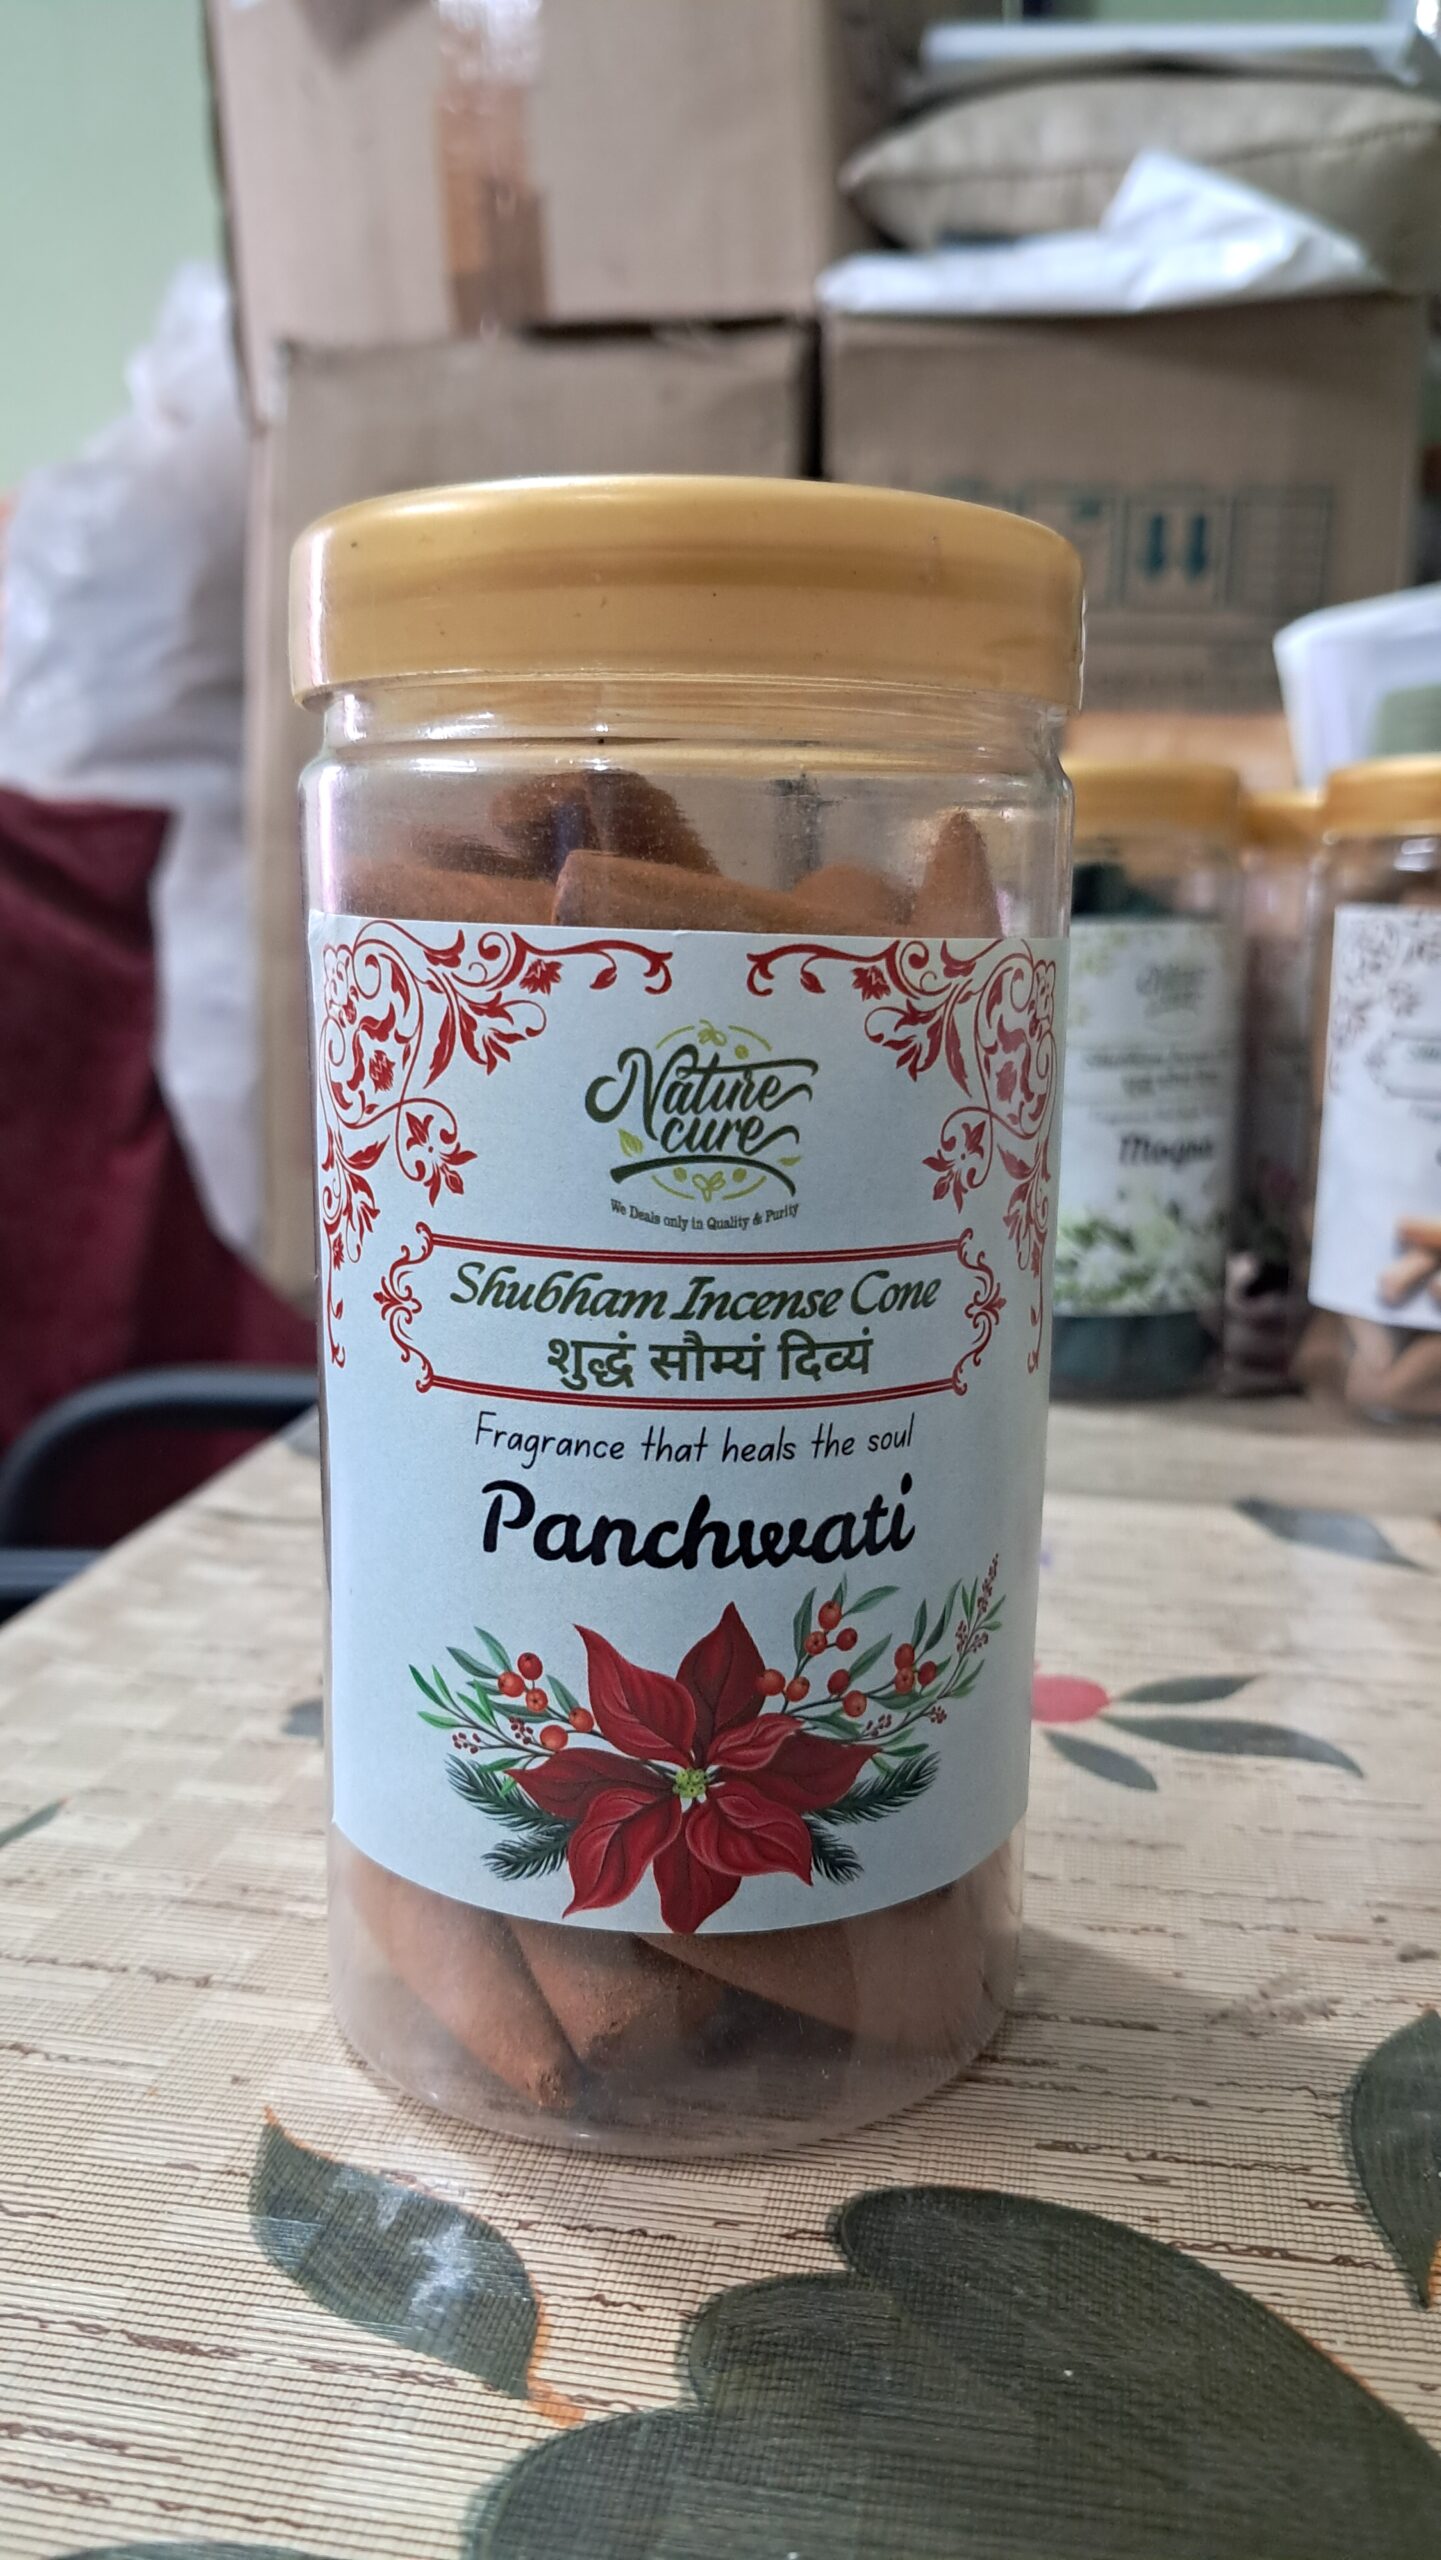 Nature
cure
We Deals only in Quality & Purity
Shubham Incense Cone
शुद्धं सौम्यं दिव्यं
Fragrance that heals the soul
Panchwati